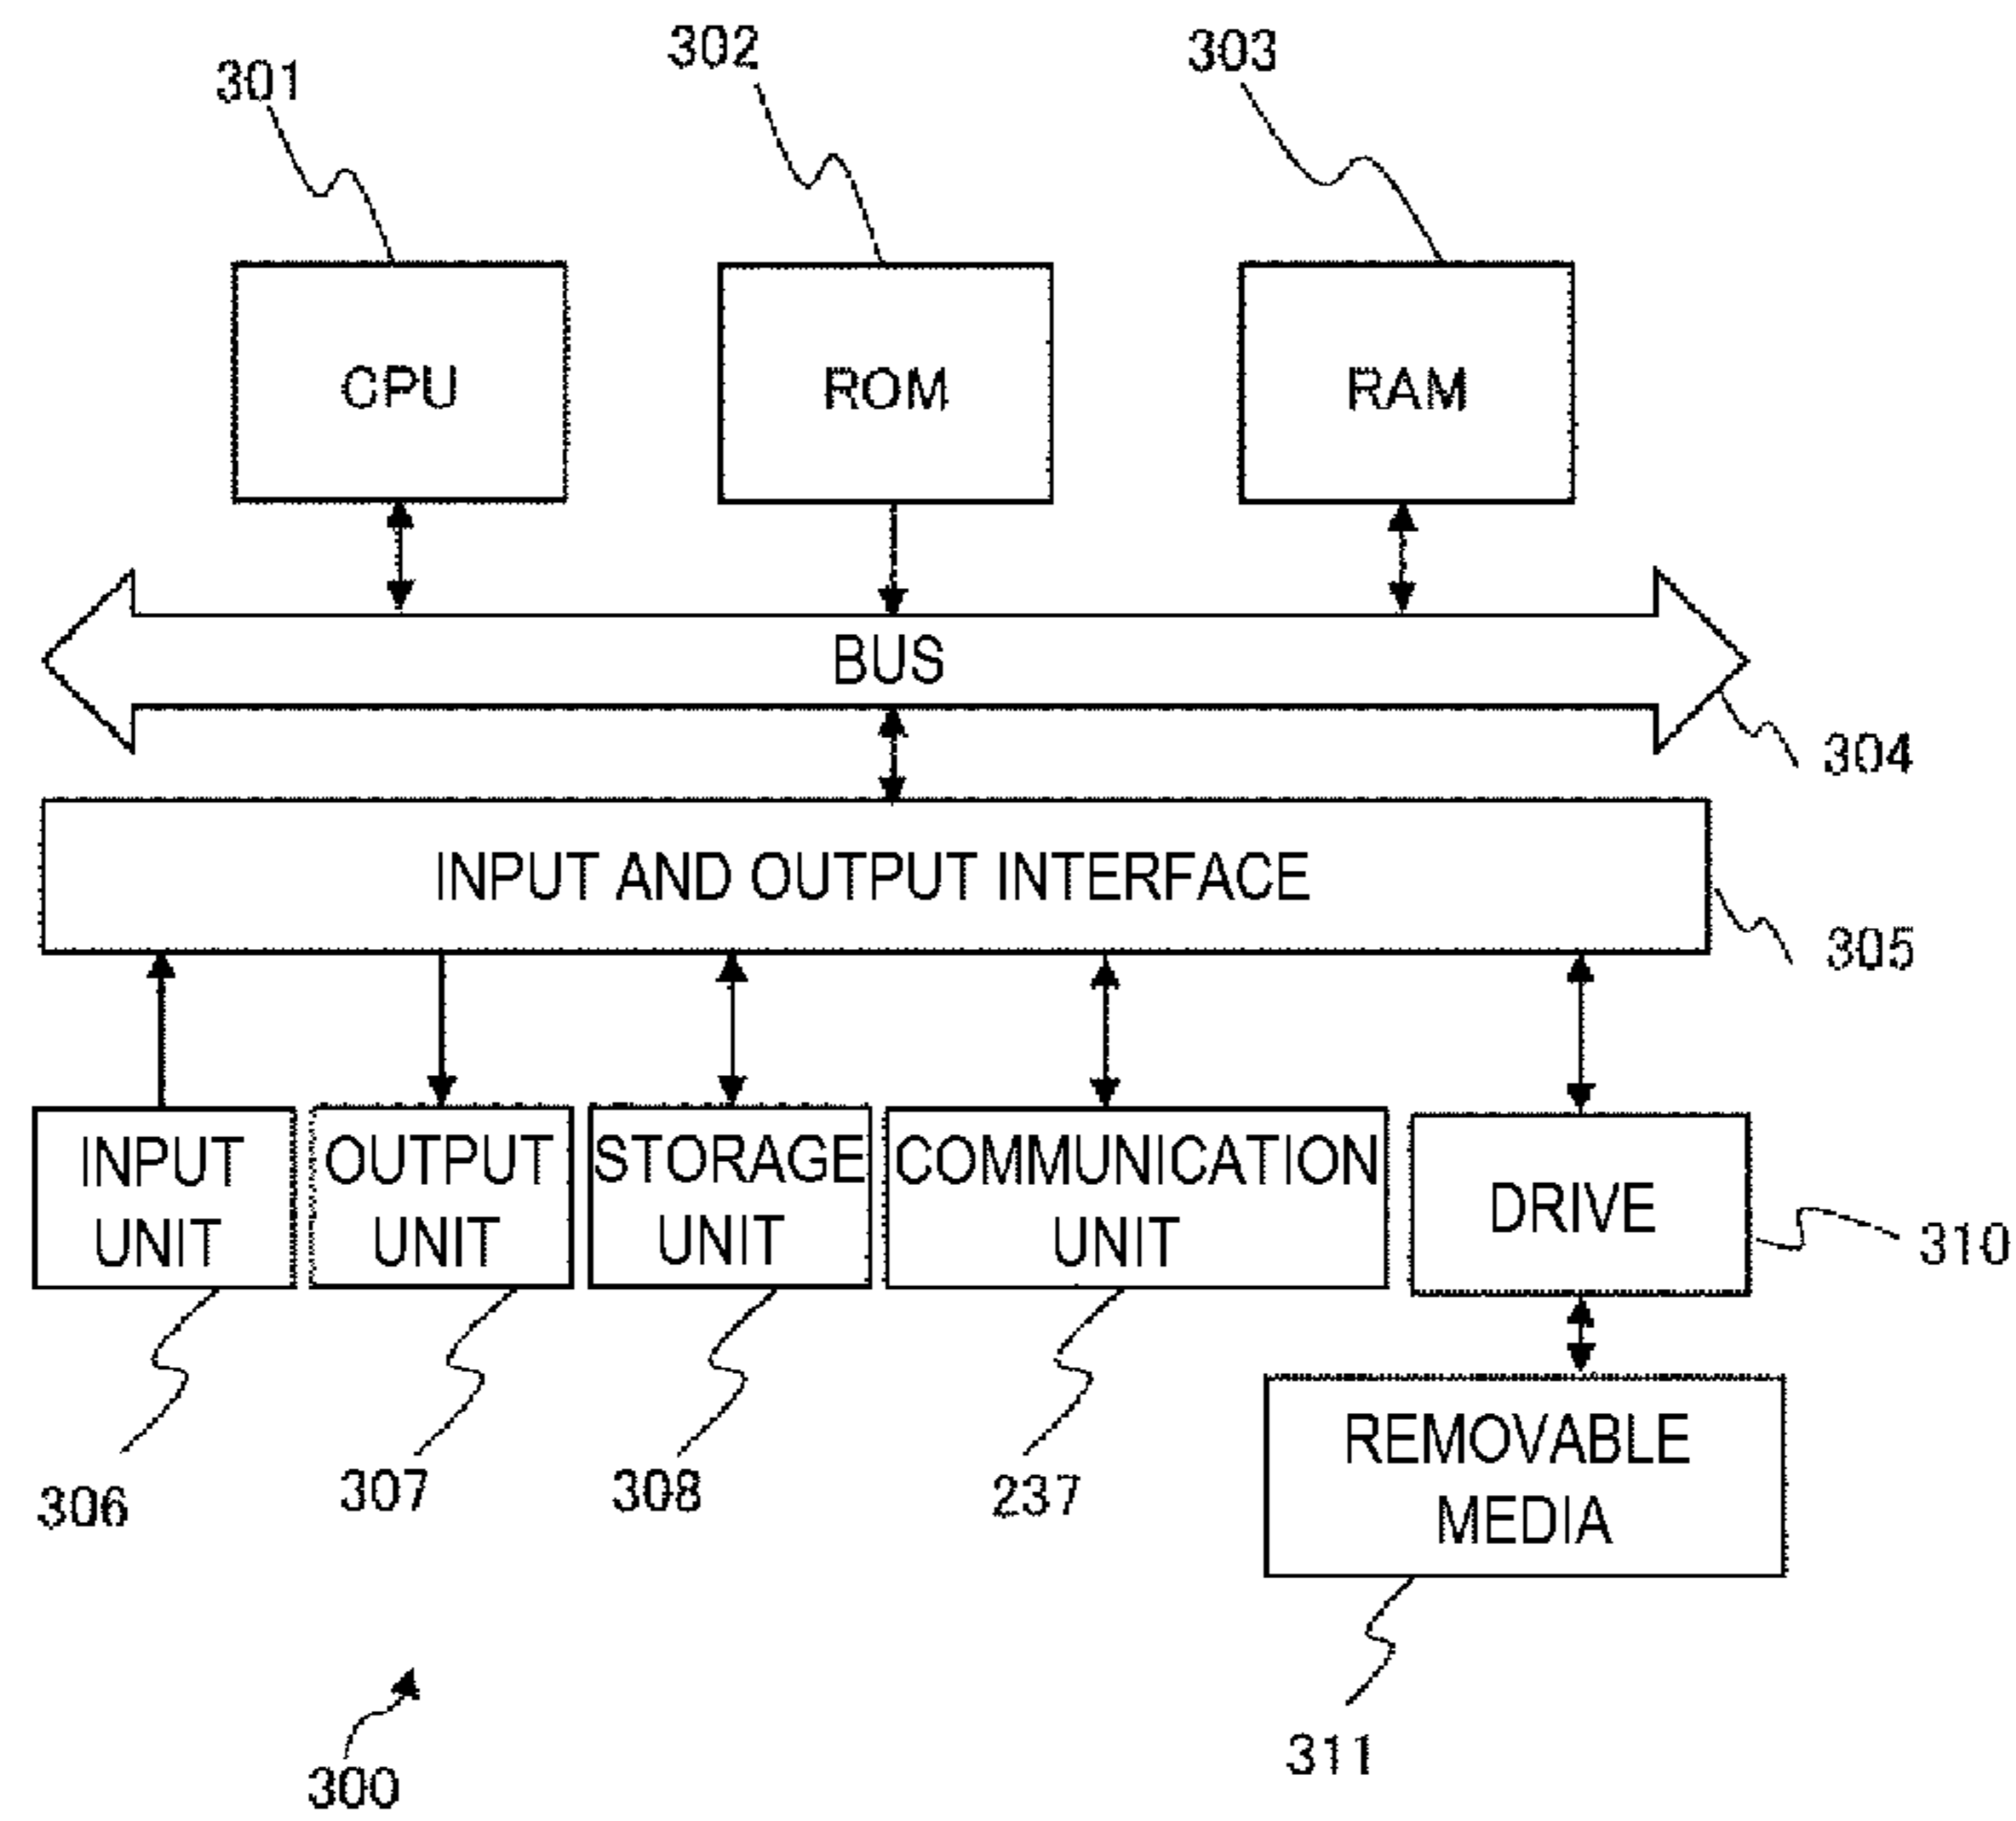 301
302
303
CPU
ROM
RAM
BUS
304
INPUT AND OUTPUT INTERFACE
305
INPUT
UNIT
OUTPUT
UNIT
STORAGE
UNIT
COMMUNICATION
UNIT
DRIVE
310
306
307
308
237
REMOVABLE
MEDIA
311
300